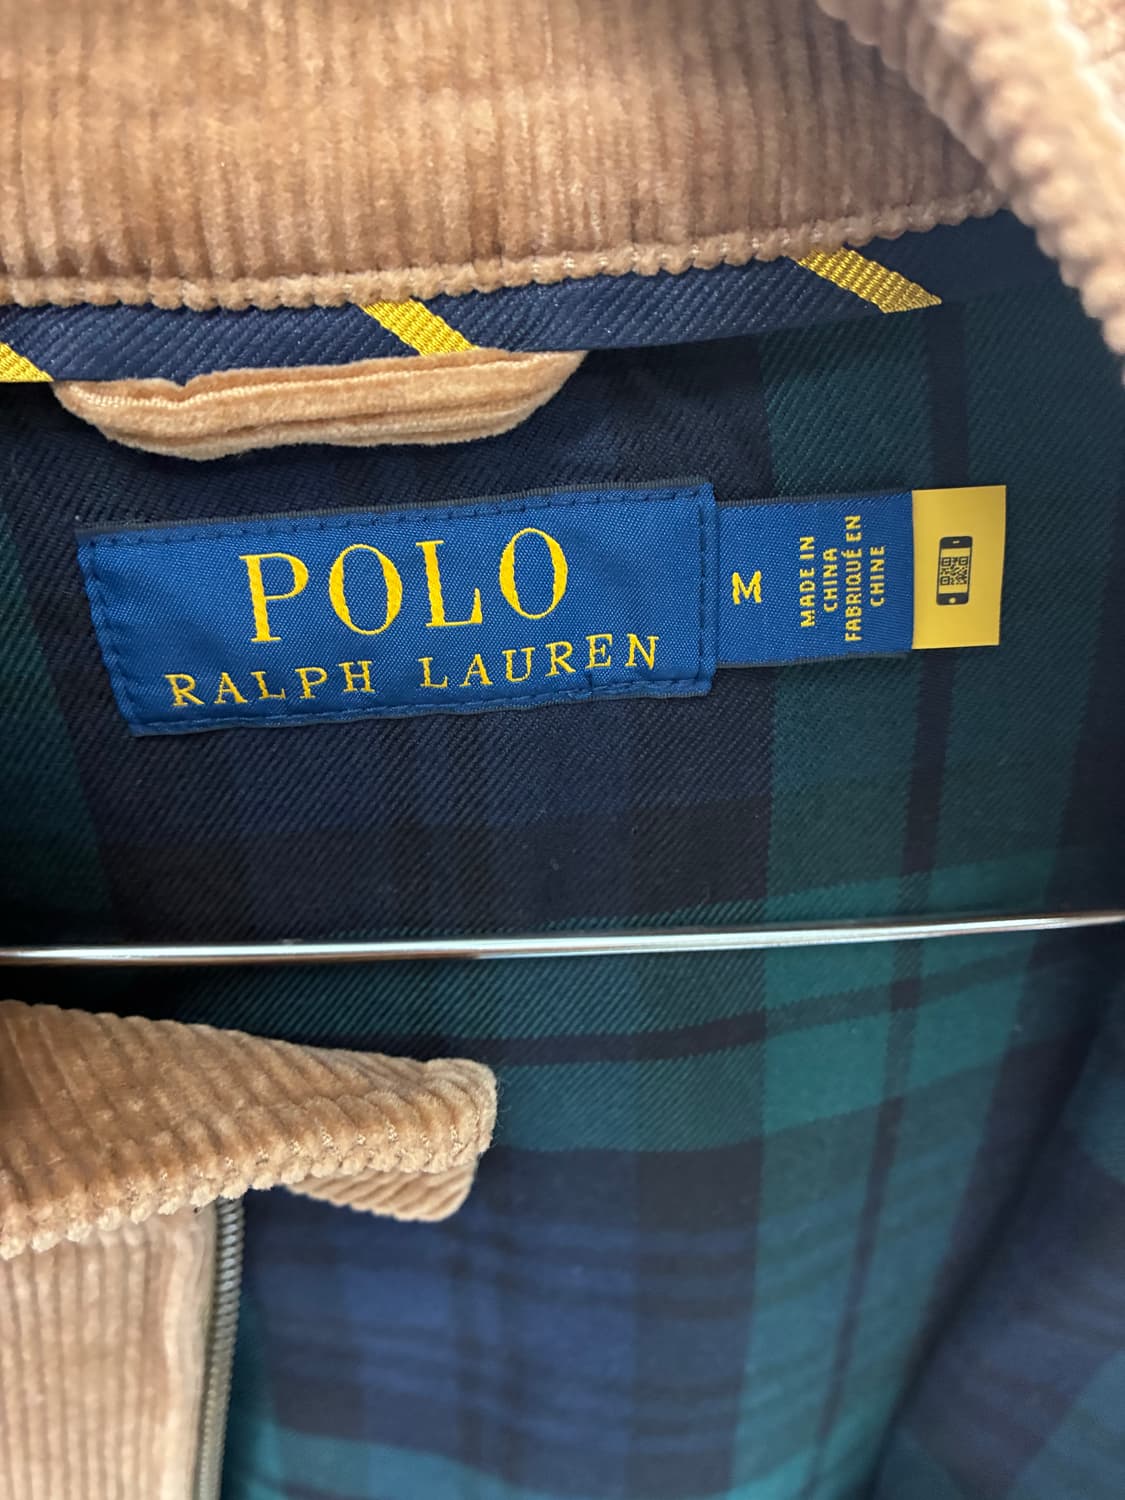 POLO
RALPH LAUREN
M
MADE IN
CHINA
FABRIQUÉ EN
CHINE